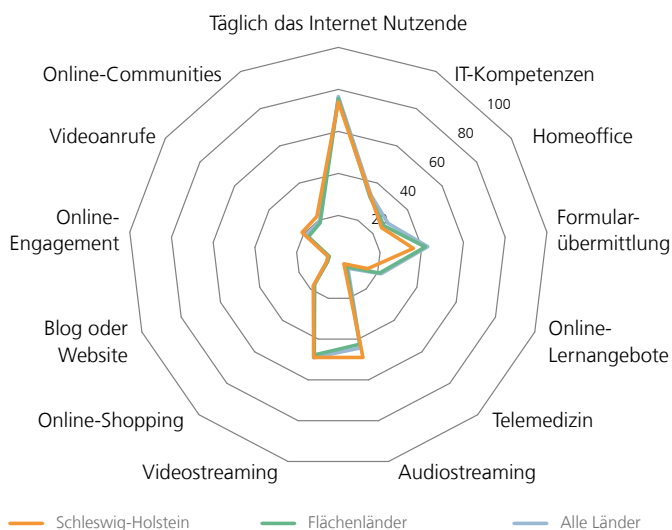 Täglich das Internet Nutzende
Online-Communities
IT-Kompetenzen
100
Videoanrufe
80
Homeoffice
60
40
20
Online-
Engagement
Formular-
übermittlung
Blog oder
Website
Online-
Lernangebote
Online-Shopping
Telemedizin
Videostreaming
Audiostreaming
Schleswig-Holstein
Flächenländer
Alle Länder